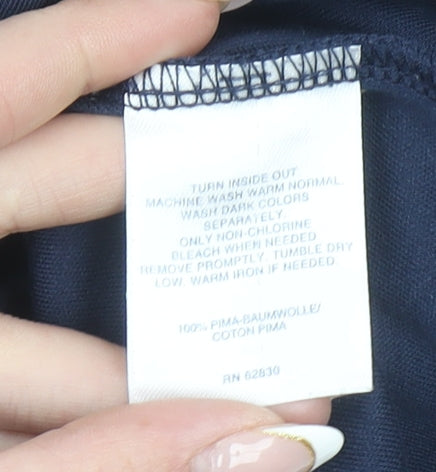 TURN INSIDE OUT
MACHINE WASH WARM NORMAL.
WASH DARK COLORS
SEPARATELY.
ONLY NON-CHLORINE
BLEACH WHEN NEEDED
REMOVE PROMPTLY. TUMBLE DRY
LOW. WARM IRON IF NEEDED.
100% PIMA-BAUMWOLLE/
COTON PIMA
RN 62830